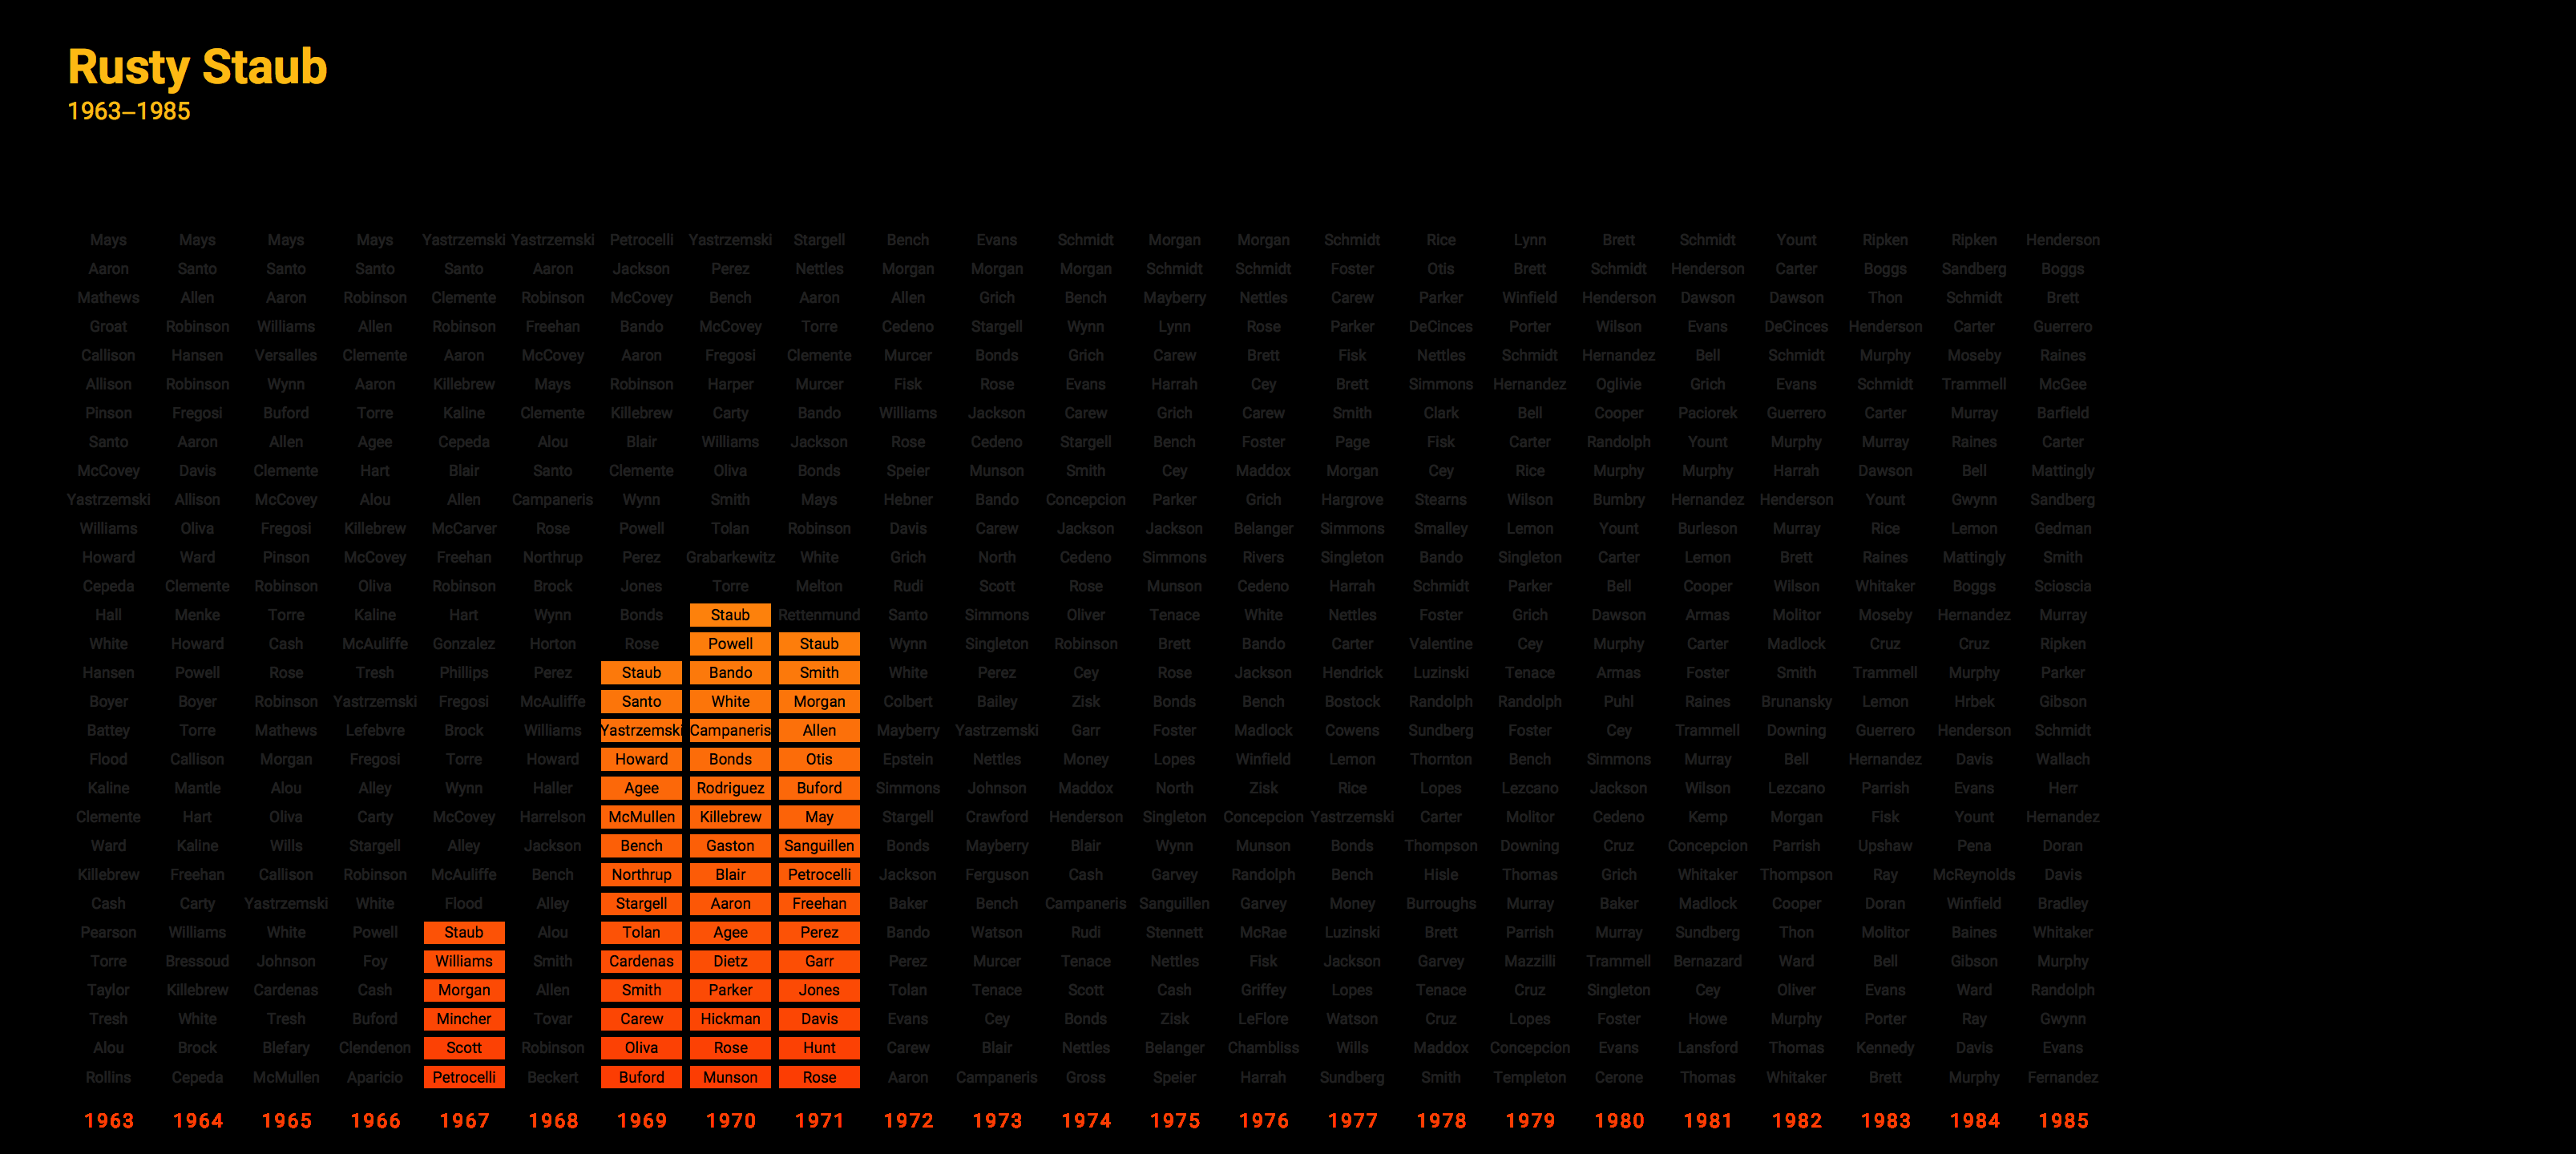 Rusty Staub
1963–1985
Mays Mays Mays Mays Yastrzemski Yastrzemski Petrocelli Yastrzemski Stargell Bench Evans Schmidt Morgan Morgan Schmidt Rice Lynn Brett Schmidt Yount Ripken Ripken Henderson
Aaron Santo Santo Santo Santo Aaron Jackson Perez Nettles Morgan Morgan Morgan Schmidt Schmidt Foster Otis Brett Schmidt Henderson Carter Boggs Sandberg Boggs
Mathews Allen Aaron Robinson Clemente Robinson McCovey Bench Aaron Allen Grich Bench Mayberry Nettles Carew Parker Winfield Henderson Dawson Dawson Thon Schmidt Brett
Groat Robinson Williams Allen Robinson Freehan Bando McCovey Torre Cedeno Stargell Wynn Lynn Rose Parker DeCinces Porter Wilson Evans DeCinces Henderson Carter Guerrero
Callison Hansen Versalles Clemente Aaron McCovey Aaron Fregosi Clemente Murcer Bonds Grich Carew Brett Fisk Nettles Schmidt Hernandez Bell Schmidt Murphy Moseby Raines
Allison Robinson Wynn Aaron Killebrew Mays Robinson Harper Murcer Fisk Rose Evans Harrah Cey Brett Simmons Hernandez Oglivie Grich Evans Schmidt Trammell McGee
Pinson Fregosi Buford Torre Kaline Clemente Killebrew Carty Bando Williams Jackson Carew Grich Carew Smith Clark Bell Cooper Paciorek Guerrero Carter Murray Barfield
Santo Aaron Allen Agee Cepeda Alou Blair Williams Jackson Rose Cedeno Stargell Bench Foster Page Fisk Carter Randolph Yount Murphy Murray Raines Carter
McCovey Davis Clemente Hart Blair Santo Clemente Oliva Bonds Speier Munson Smith Cey Maddox Morgan Cey Rice Murphy Murphy Harrah Dawson Bell Mattingly
Yastrzemski Allison McCovey Alou Allen Campaneris Wynn Smith Mays Hebner Bando Concepcion Parker Grich Hargrove Stearns Wilson Bumbry Hernandez Henderson Yount Gwynn Sandberg
Williams Oliva Fregosi Killebrew McCarver Rose Powell Tolan Robinson Davis Carew Jackson Jackson Belanger Simmons Smalley Lemon Yount Burleson Murray Rice Lemon Gedman
Howard Ward Pinson McCovey Freehan Northrup Perez Grabarkewitz White Grich North Cedeno Simmons Rivers Singleton Bando Singleton Carter Lemon Brett Raines Mattingly Smith
Cepeda Clemente Robinson Oliva Robinson Brock Jones Torre Melton Rudi Scott Rose Munson Cedeno Harrah Schmidt Parker Bell Cooper Wilson Whitaker Boggs Scioscia
Hall Menke Torre Kaline Hart Wynn Bonds Staub Rettenmund Santo Simmons Oliver Tenace White Nettles Foster Grich Dawson Armas Molitor Moseby Hernandez Murray
White Howard Cash McAuliffe Gonzalez Horton Rose Powell Staub Wynn Singleton Robinson Brett Bando Carter Valentine Cey Murphy Carter Madlock Cruz Cruz Ripken
Hansen Powell Rose Tresh Phillips Perez Staub Bando Smith White Perez Cey Rose Jackson Hendrick Luzinski Tenace Armas Foster Smith Trammell Murphy Parker
Boyer Boyer Robinson Yastrzemski Fregosi McAuliffe Santo White Morgan Colbert Bailey Zisk Bonds Bench Bostock Randolph Randolph Puhl Raines Brunansky Lemon Hrbek Gibson
Battey Torre Mathews Lefebvre Brock Williams Yastrzemski Campaneris Allen Mayberry Yastrzemski Garr Foster Madlock Cowens Sundberg Foster Cey Trammell Downing Guerrero Henderson Schmidt
Flood Callison Morgan Fregosi Torre Howard Howard Bonds Otis Epstein Nettles Money Lopes Winfield Lemon Thornton Bench Simmons Murray Bell Hernandez Davis Wallach
Kaline Mantle Alou Alley Wynn Haller Agee Rodriguez Buford Simmons Johnson Maddox North Zisk Rice Lopes Lezcano Jackson Wilson Lezcano Parrish Evans Herr
Clemente Hart Oliva Carty McCovey Harrelson McMullen Killebrew May Stargell Crawford Henderson Singleton Concepcion Yastrzemski Carter Molitor Cedeno Kemp Morgan Fisk Yount Hernandez
Ward Kaline Wills Stargell Alley Jackson Bench Gaston Sanguillen Bonds Mayberry Blair Wynn Munson Bonds Thompson Downing Cruz Concepcion Parrish Upshaw Pena Doran
Killebrew Freehan Callison Robinson McAuliffe Bench Northrup Blair Petrocelli Jackson Ferguson Cash Garvey Randolph Bench Hisle Thomas Grich Whitaker Thompson Ray McReynolds Davis
Cash Carty Yastrzemski White Flood Alley Stargell Aaron Freehan Baker Bench Campaneris Sanguillen Garvey Money Burroughs Murray Baker Madlock Cooper Doran Winfield Bradley
Pearson Williams White Powell Staub Alou Tolan Agee Perez Bando Watson Rudi Stennett McRae Luzinski Brett Parrish Murray Sundberg Thon Molitor Baines Whitaker
Torre Bressoud Johnson Foy Williams Smith Cardenas Dietz Garr Perez Murcer Tenace Nettles Fisk Jackson Garvey Mazzilli Trammell Bernazard Ward Bell Gibson Murphy
Taylor Killebrew Cardenas Cash Morgan Allen Smith Parker Jones Tolan Tenace Scott Cash Griffey Lopes Tenace Cruz Singleton Cey Oliver Evans Ward Randolph
Tresh White Tresh Buford Mincher Tovar Carew Hickman Davis Evans Cey Bonds Zisk LeFlore Watson Cruz Lopes Foster Howe Murphy Porter Ray Gwynn
Alou Brock Blefary Clendenon Scott Robinson Oliva Rose Hunt Carew Blair Nettles Belanger Chambliss Wills Maddox Concepcion Evans Lansford Thomas Kennedy Davis Evans
Rollins Cepeda McMullen Aparicio Petrocelli Beckert Buford Munson Rose Aaron Campaneris Gross Speier Harrah Sundberg Smith Templeton Cerone Thomas Whitaker Brett Murphy Fernandez
1963 1964 1965 1966 1967 1968 1969 1970 1971 1972 1973 1974 1975 1976 1977 1978 1979 1980 1981 1982 1983 1984 1985